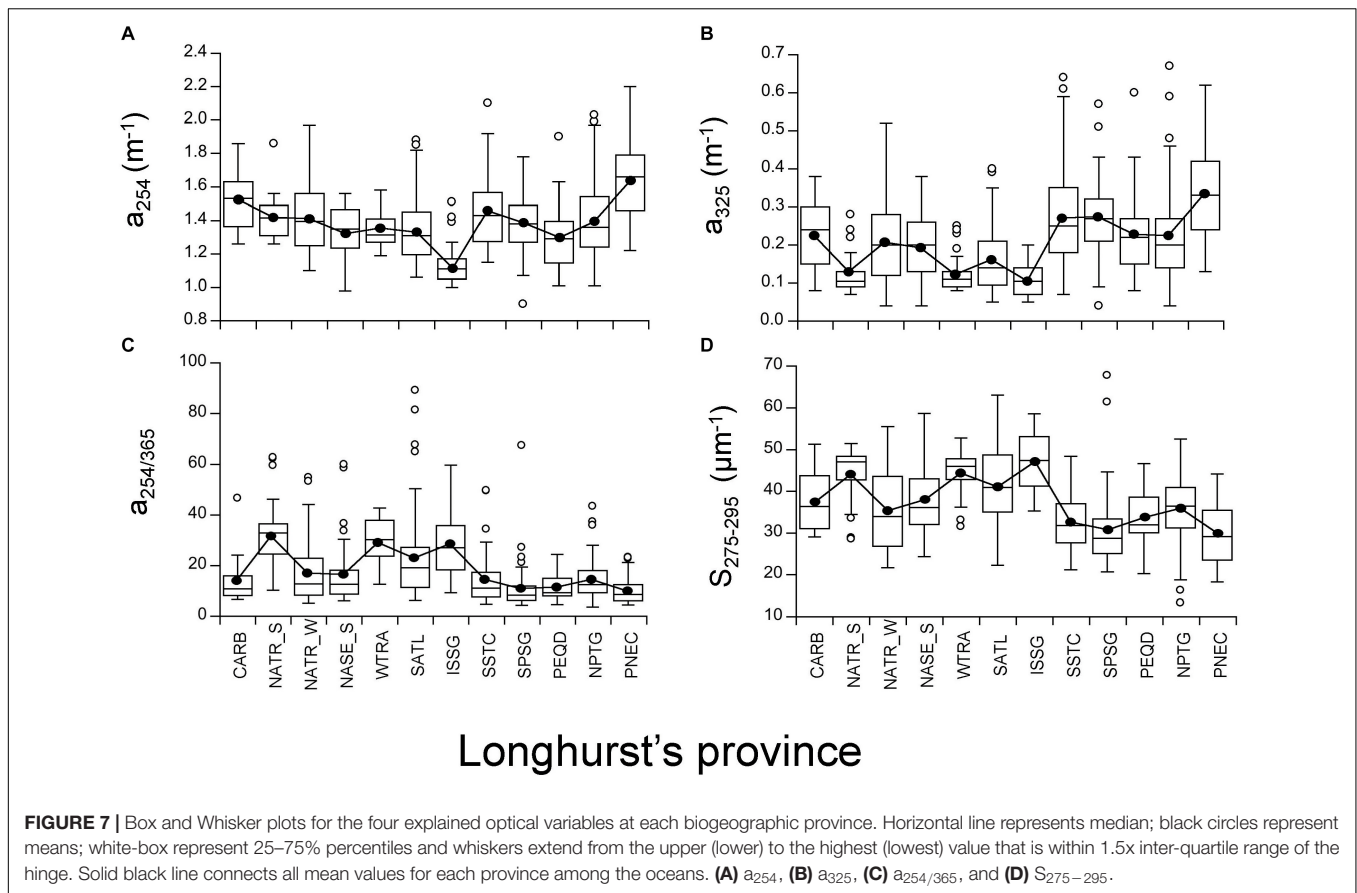 A
a254 (m-1)
2.4
2.2
2.0
1.8
1.6
1.4
1.2
1.0
0.8
B
a325 (m-1)
0.7
0.6
0.5
0.4
0.3
0.2
0.1
0.0
C
a254/365
100
80
60
40
20
0
CARB
NATR_S
NATR_W
NASE_S
WTRA
SATL
ISSG
SSTC
SPSG
PEQD
NPTG
PNEC
D
S275-295 (µm-1)
70
60
50
40
30
20
10
CARB
NATR_S
NATR_W
NASE_S
WTRA
SATL
ISSG
SSTC
SPSG
PEQD
NPTG
PNEC
Longhurst's province
FIGURE 7 | Box and Whisker plots for the four explained optical variables at each biogeographic province. Horizontal line represents median; black circles represent
means; white-box represent 25–75% percentiles and whiskers extend from the upper (lower) to the highest (lowest) value that is within 1.5x inter-quartile range of the
hinge. Solid black line connects all mean values for each province among the oceans. (A) a254, (B) a325, (C) a254/365, and (D) S275−295.